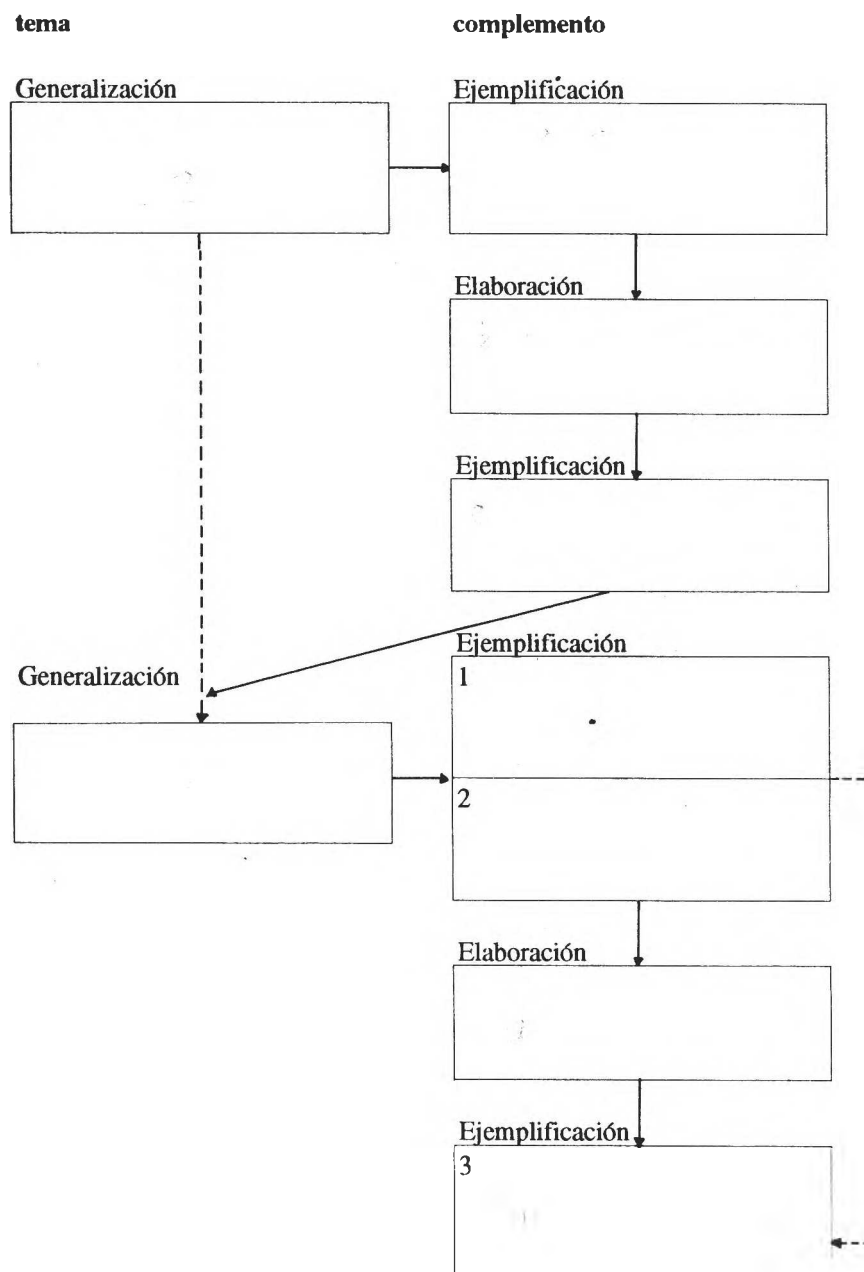 tema complemento
Generalización Ejemplificación
Elaboración
Ejemplificación
Ejemplificación
Generalización
1
2
Elaboración
Ejemplificación
3